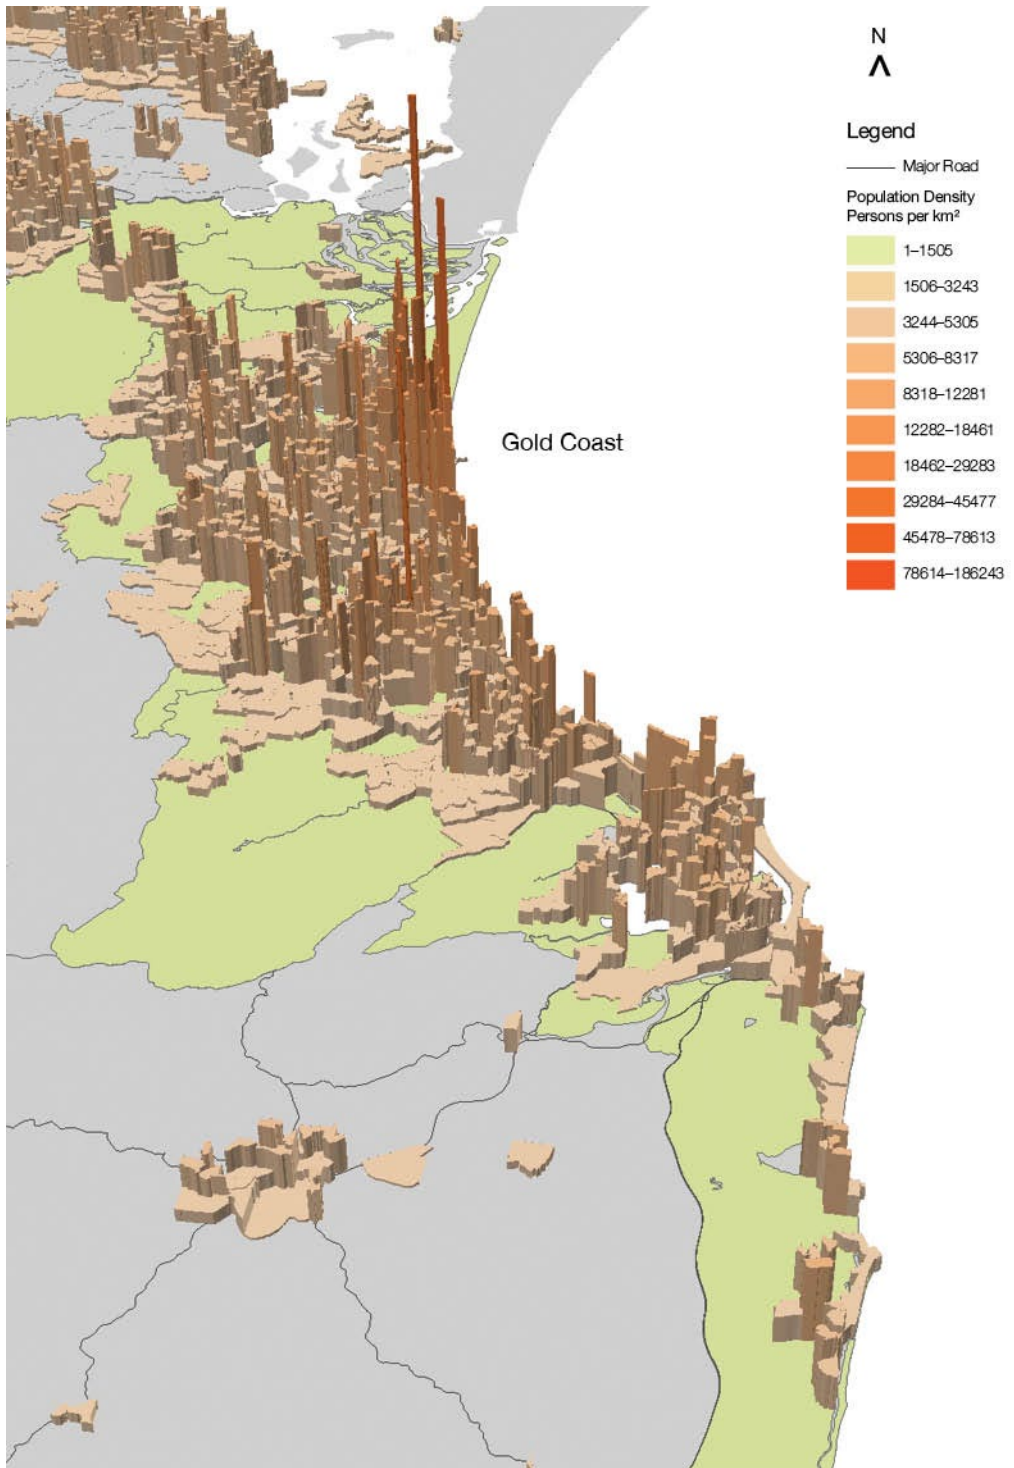 N
Legend
Major Road
Population Density
Persons per km²
1–1505
1506–3243
3244–5305
5306–8317
8318–12281
12282–18461
18462–29283
29284–45477
45478–78613
78614–186243
Gold Coast